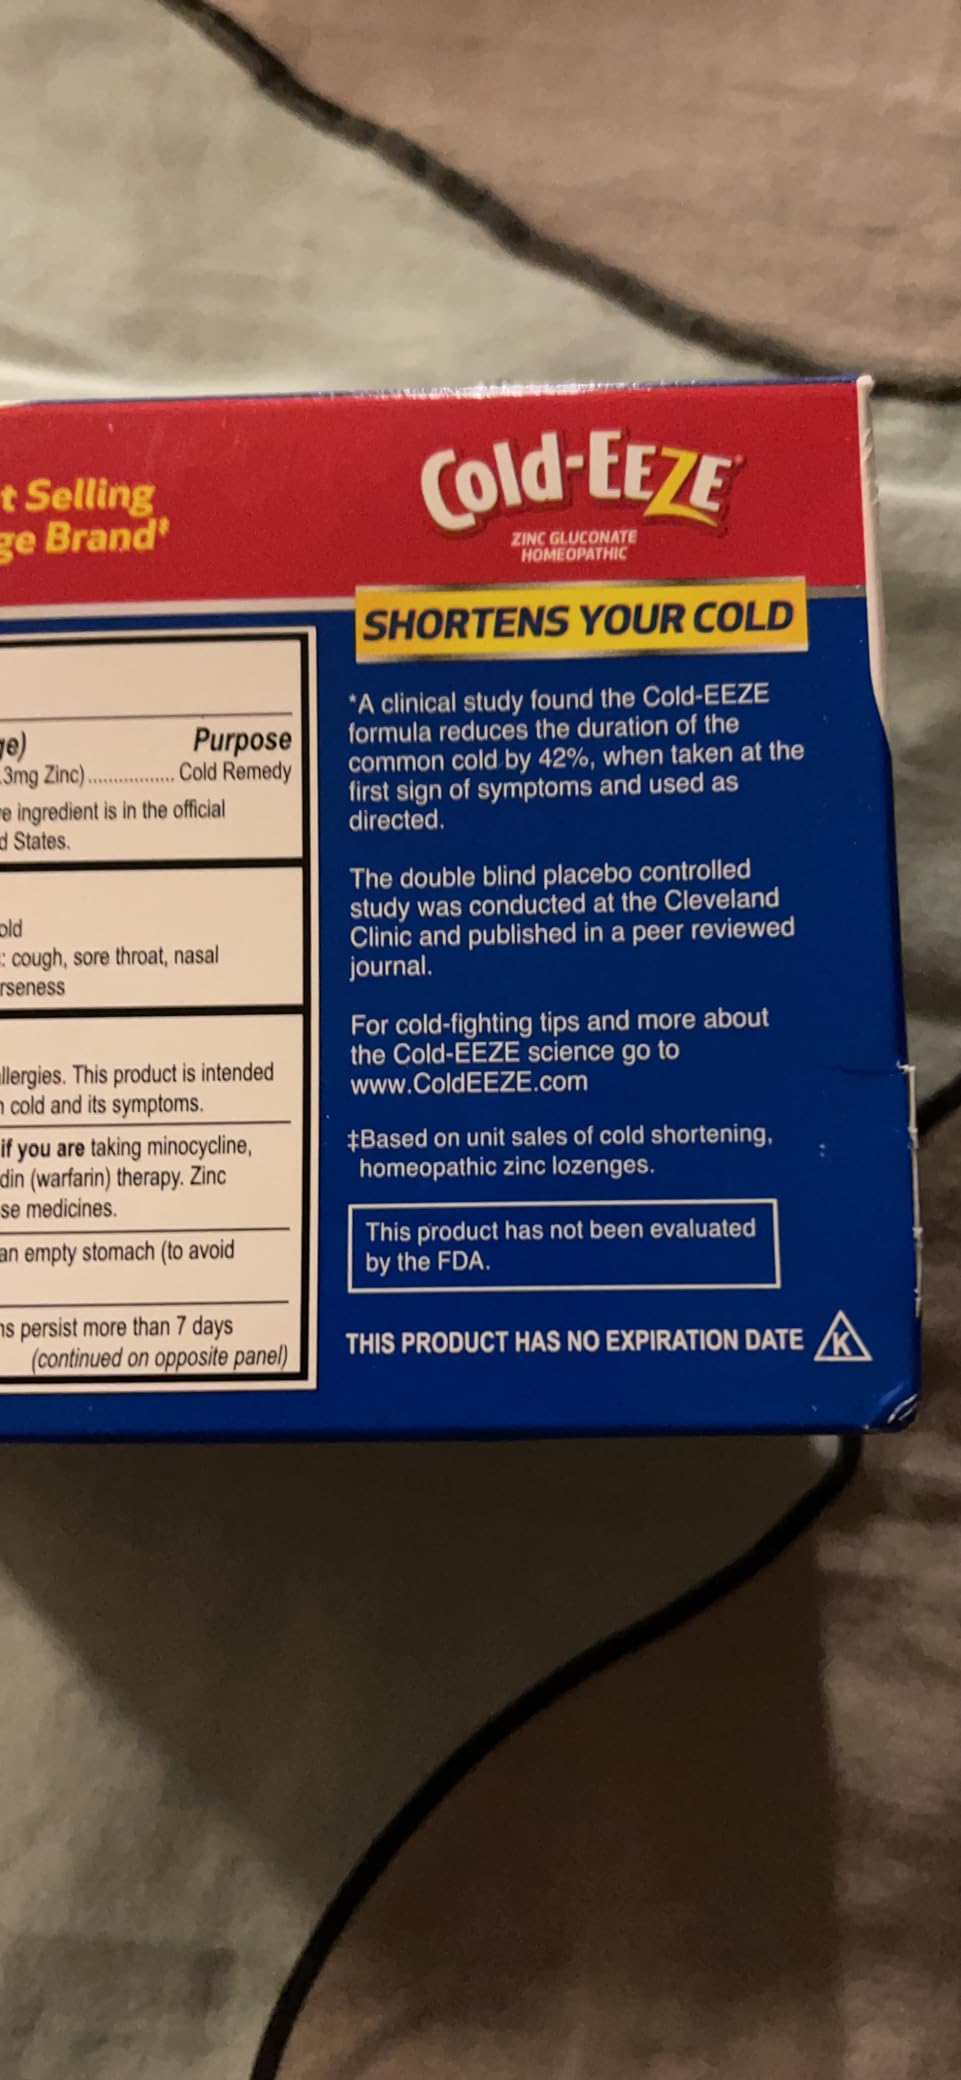 t Selling
ge Brand‡
Cold-EEZE
ZINC GLUCONATE
HOMEOPATHIC
SHORTENS YOUR COLD
ge)
Purpose
.3mg Zinc)................ Cold Remedy
e ingredient is in the official
d States.
old
: cough, sore throat, nasal
rseness
llergies. This product is intended
n cold and its symptoms.
if you are taking minocycline,
din (warfarin) therapy. Zinc
se medicines.
an empty stomach (to avoid
ns persist more than 7 days
(continued on opposite panel)
*A clinical study found the Cold-EEZE
formula reduces the duration of the
common cold by 42%, when taken at the
first sign of symptoms and used as
directed.
The double blind placebo controlled
study was conducted at the Cleveland
Clinic and published in a peer reviewed
journal.
For cold-fighting tips and more about
the Cold-EEZE science go to
www.ColdEEZE.com
‡Based on unit sales of cold shortening,
homeopathic zinc lozenges.
This product has not been evaluated
by the FDA.
THIS PRODUCT HAS NO EXPIRATION DATE K